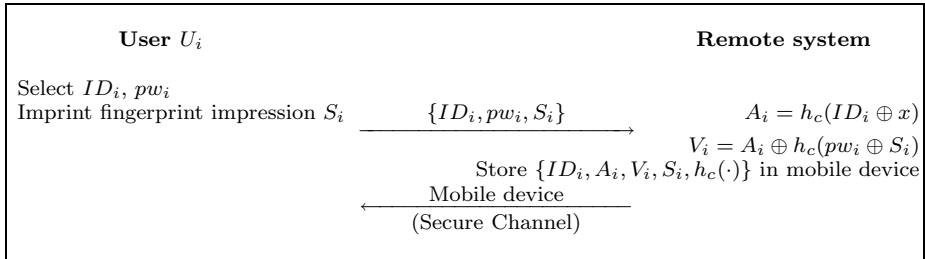 User U_i Remote system
Select ID_i, pw_i
Imprint fingerprint impression S_i {ID_i, pw_i, S_i} A_i = h_c(ID_i ⊕ x)
V_i = A_i ⊕ h_c(pw_i ⊕ S_i)
Store {ID_i, A_i, V_i, S_i, h_c(·)} in mobile device
Mobile device
(Secure Channel)